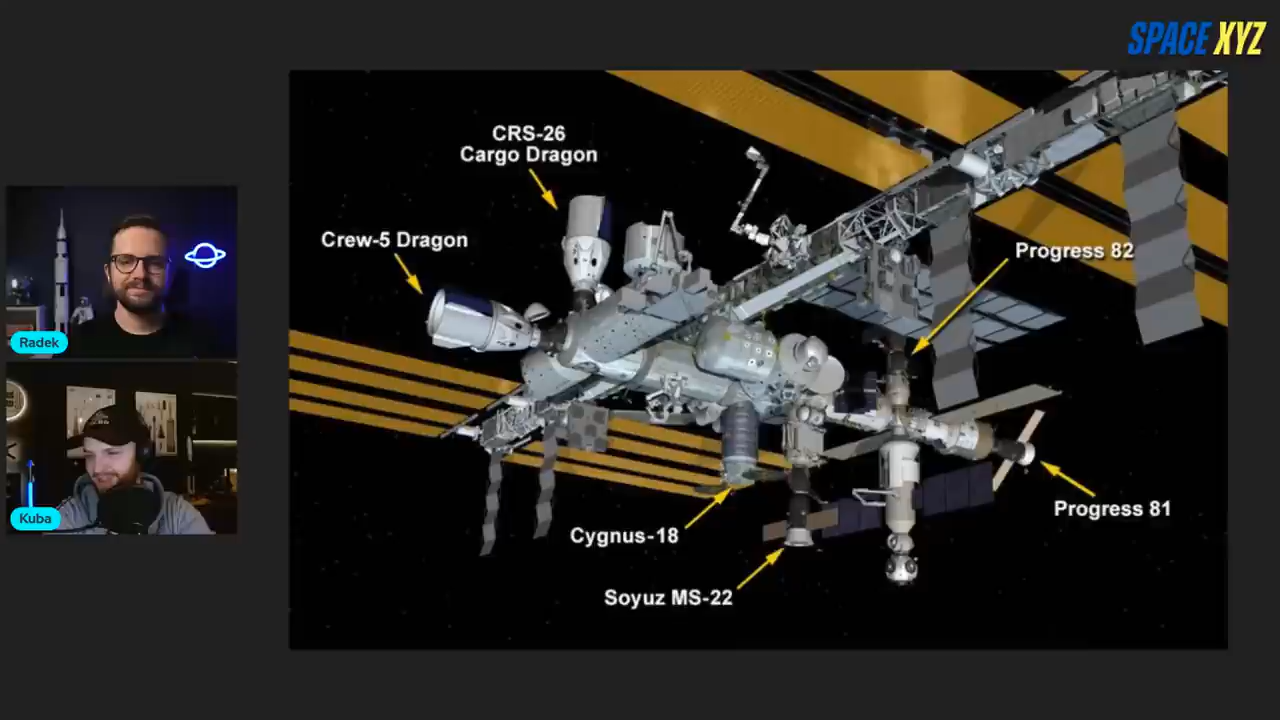 SPACE XYZ
CRS-26
Cargo Dragon
Crew-5 Dragon
Progress 82
Radek
Progress 81
Kuba
Cygnus-18
Soyuz MS-22